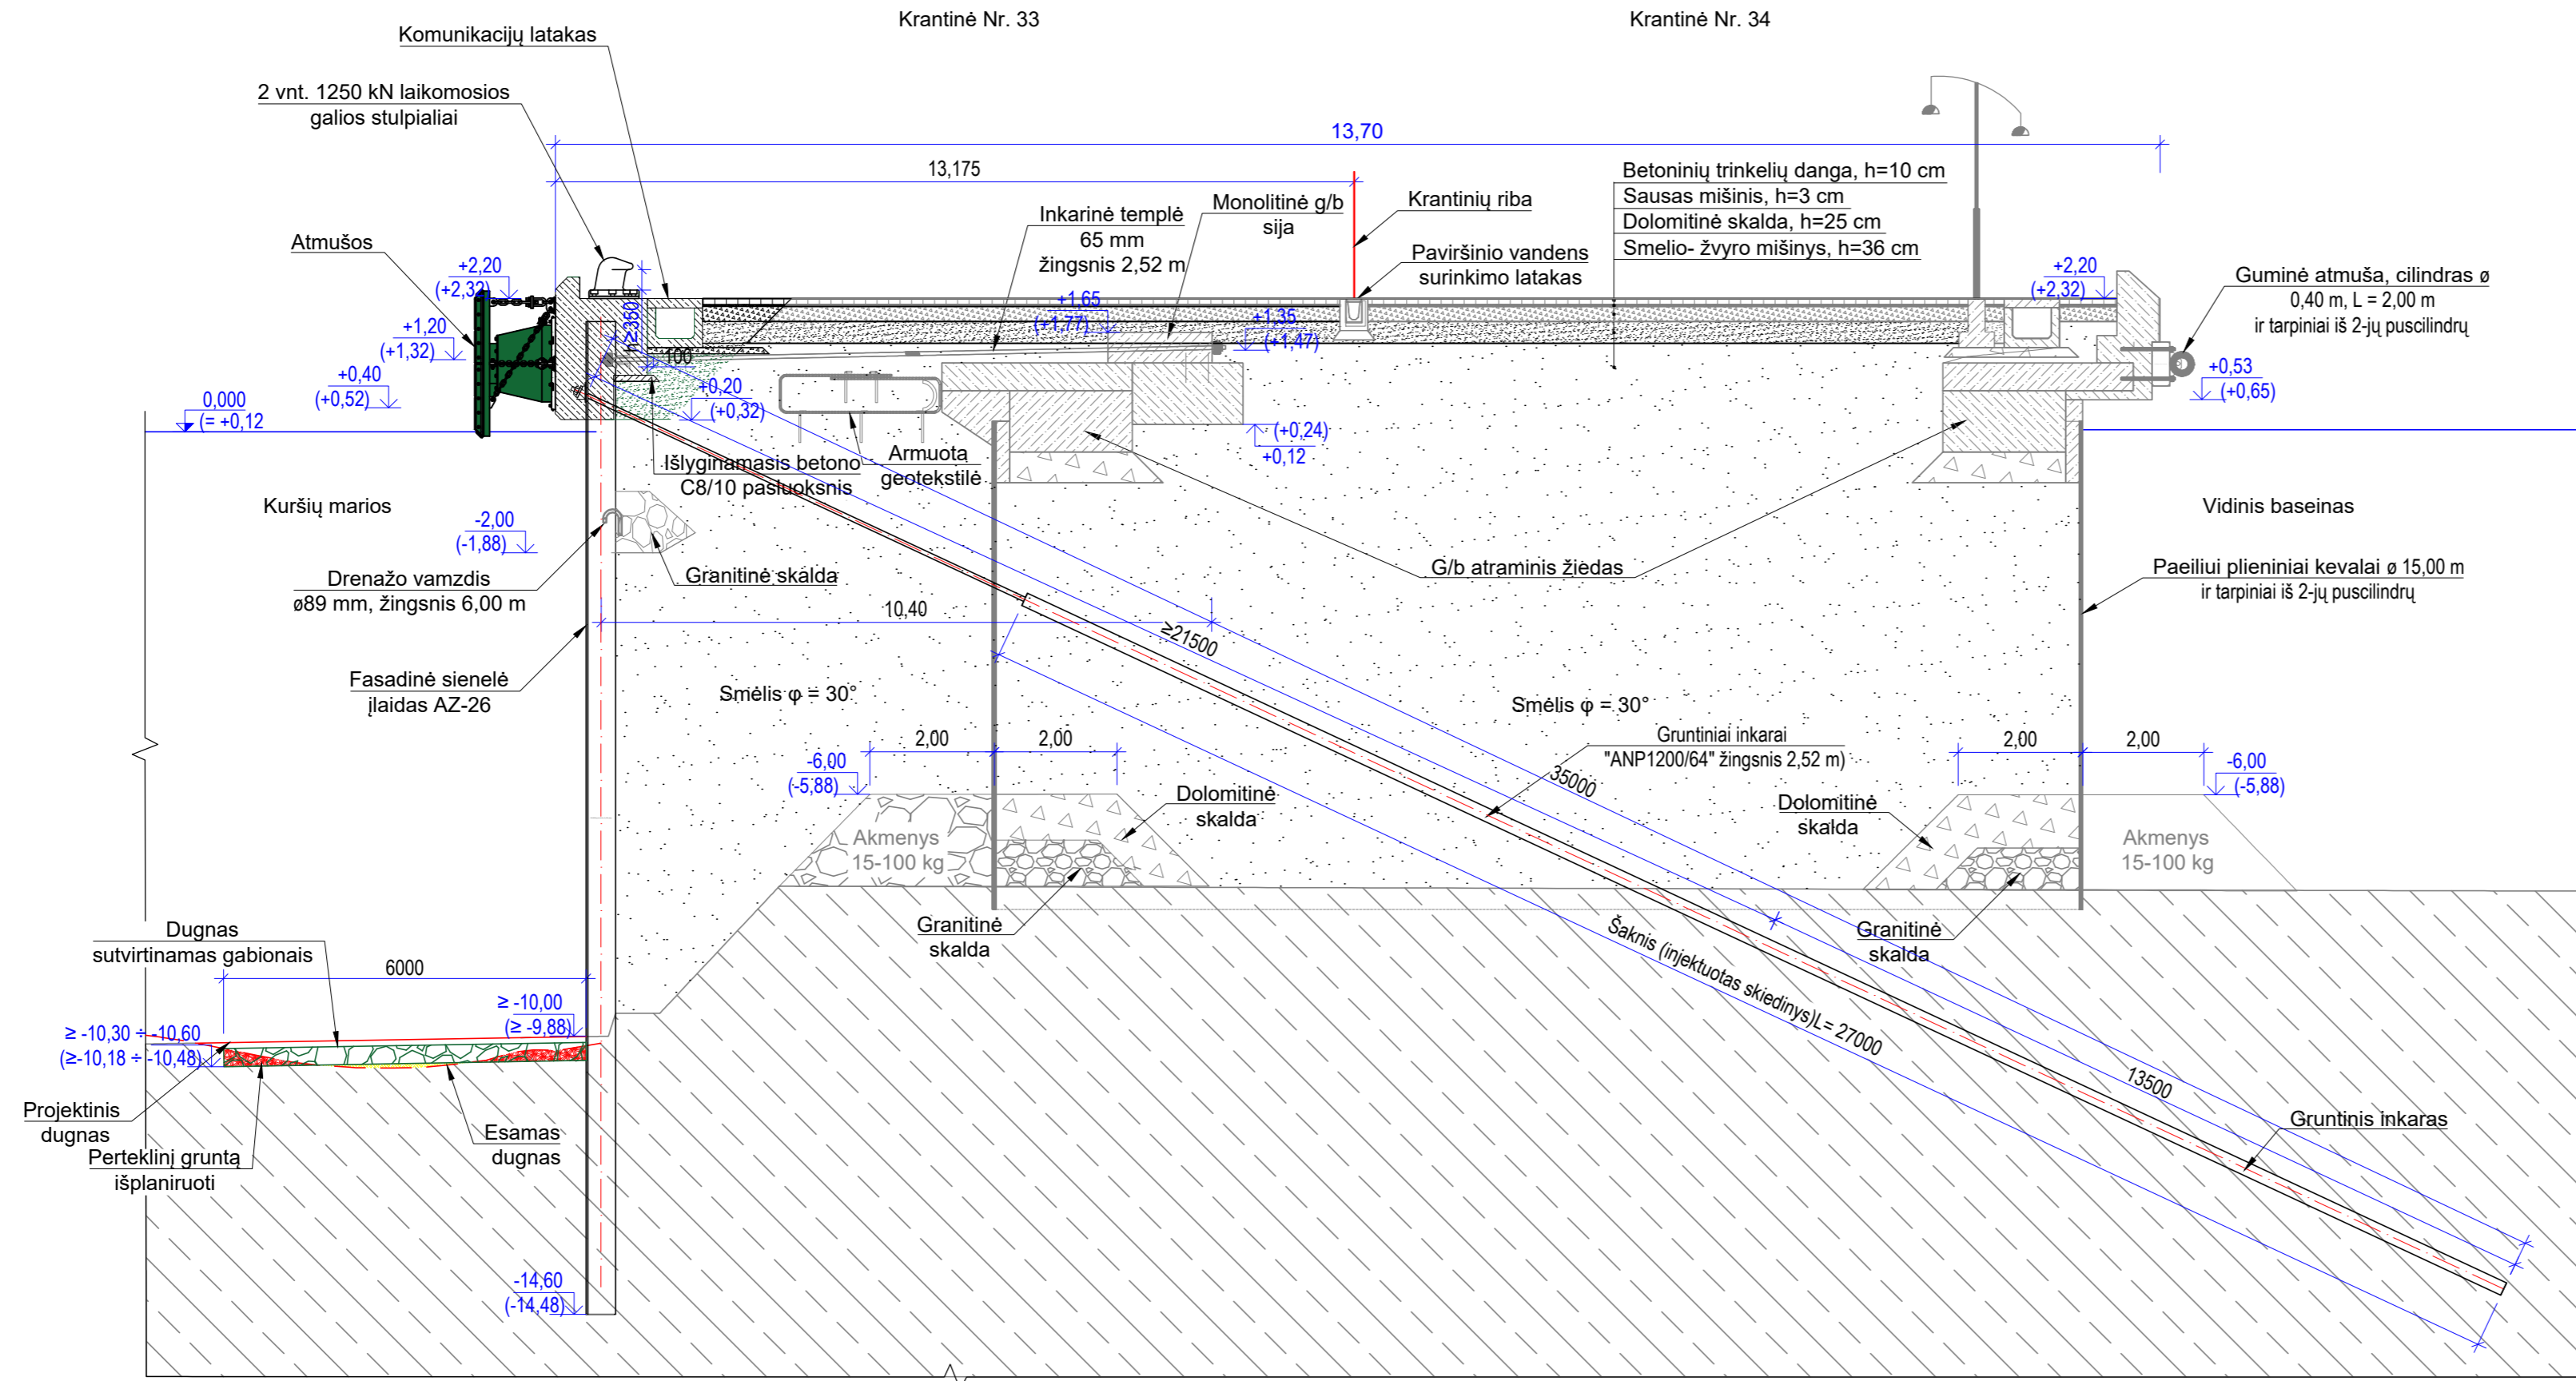 Krantinė Nr. 33
Krantinė Nr. 34
Komunikacijų latakas
2 vnt. 1250 kN laikomosios
galios stulpialiai
13,70
13,175
Betoninių trinkelių danga, h=10 cm
Sausas mišinis, h=3 cm
Dolomitinė skalda, h=25 cm
Smelio- žvyro mišinys, h=36 cm
Inkarinė templė
65 mm
žingsnis 2,52 m
Monolitinė g/b
sija
Krantinių riba
Paviršinio vandens
surinkimo latakas
Atmušos
+2,20
(+2,32)
+1,20
(+1,32)
+0,40
(+0,52)
0,000
(= +0,12
h≥350
100
+1,65
(+1,77)
+1,35
(+1,47)
+0,20
(+0,32)
+2,20
(+2,32)
Guminė atmuša, cilindras ø
0,40 m, L = 2,00 m
ir tarpiniai iš 2-jų puscilindrų
+0,53
(+0,65)
(+0,24)
+0,12
Išlyginamasis betono
C8/10 pasluoksnis
Armuota
geotekstilė
Kuršių marios
-2,00
(-1,88)
Vidinis baseinas
Drenažo vamzdis
ø89 mm, žingsnis 6,00 m
Granitinė skalda
G/b atraminis žiedas
Paeiliui plieniniai kevalai ø 15,00 m
ir tarpiniai iš 2-jų puscilindrų
10,40
≥21500
Fasadinė sienelė
įlaidas AZ-26
Smėlis φ = 30°
Smėlis φ = 30°
Gruntiniai inkarai
"ANP1200/64" žingsnis 2,52 m)
2,00
2,00
2,00
2,00
-6,00
(-5,88)
-6,00
(-5,88)
35000
Dolomitinė
skalda
Dolomitinė
skalda
Akmenys
15-100 kg
Akmenys
15-100 kg
Granitinė
skalda
Granitinė
skalda
Šaknis (injektuotas skiedinys)L= 27000
Dugnas
sutvirtinamas gabionais
6000
≥ -10,00
(≥ -9,88)
≥ -10,30 ÷ -10,60
(≥-10,18 ÷ -10,48)
13500
Projektinis
dugnas
Perteklinį gruntą
išplaniruoti
Esamas
dugnas
Gruntinis inkaras
-14,60
(-14,48)